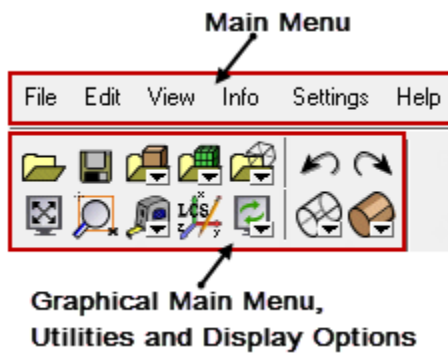 Main Menu
File Edit View Info Settings Help
LCS
x
z
y
Graphical Main Menu,
Utilities and Display Options